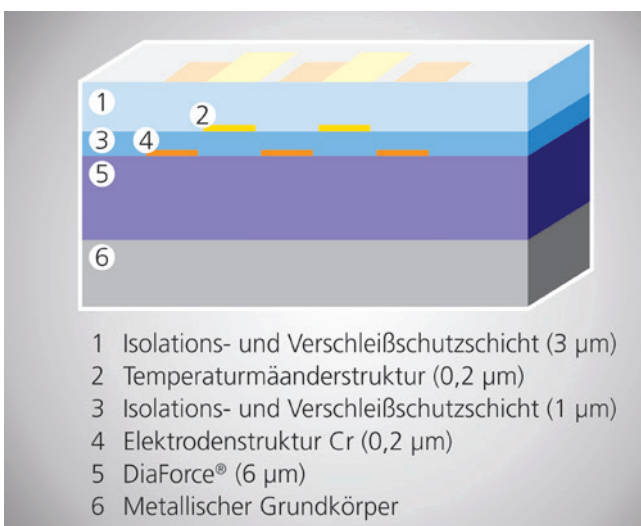 1
2
3 4
5
6
1 Isolations- und Verschleißschutzschicht (3 µm)
2 Temperaturmäanderstruktur (0,2 µm)
3 Isolations- und Verschleißschutzschicht (1 µm)
4 Elektrodenstruktur Cr (0,2 µm)
5 DiaForce® (6 µm)
6 Metallischer Grundkörper